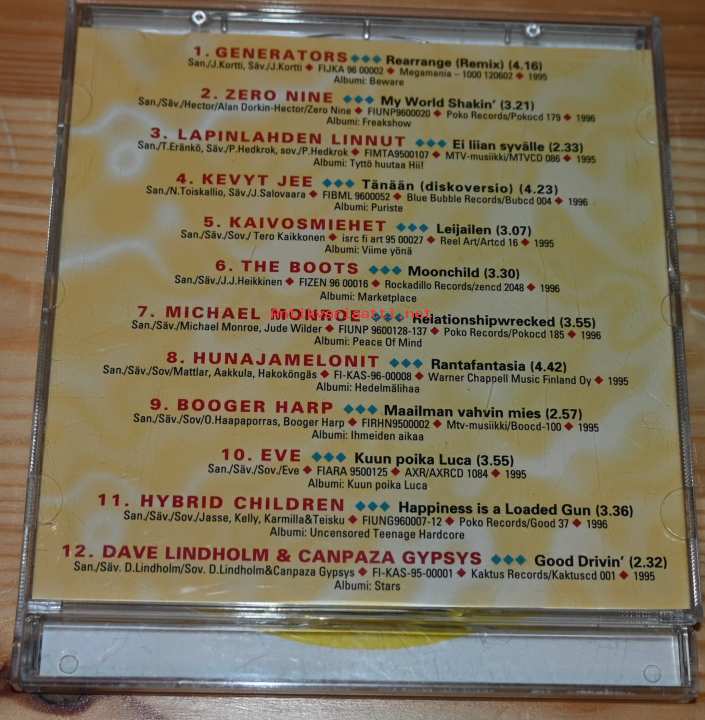 1. GENERATORS ◆◆◆ Rearrange (Remix) (4.16)
San./J.Kortti, Säv./J.Kortti ◆ FIJKA 96 00002 ◆ Megamania – 1000 120602 ◆ 1995
Albumi: Beware
2. ZERO NINE ◆◆◆ My World Shakin' (3.21)
San./Säv./Hector/Alan Dorkin-Hector/Zero Nine ◆ FIUNP9600020 ◆ Poko Records/Pokocd 179 ◆ 1996
Albumi: Freakshow
3. LAPINLAHDEN LINNUT ◆◆◆ Ei liian syvälle (2.33)
San./T.Eränkö, Säv./P.Hedkrok, sov./P.Hedkrok ◆ FIMTA9500107 ◆ MTV-musiikki/MTVCD 086 ◆ 1995
Albumi: Tyttö huutaa Hii!
4. KEVYT JEE ◆◆◆ Tänään (diskoversio) (4.23)
San./N.Toiskallio, Säv./J.Salovaara ◆ FIBML 9600052 ◆ Blue Bubble Records/Bubcd 004 ◆ 1996
Albumi: Puriste
5. KAIVOSMIEHET ◆◆◆ Leijailen (3.07)
San./Säv./Sov./ Tero Kaikkonen ◆ isrc fi art 95 00027 ◆ Reel Art/Artcd 16 ◆ 1995
Albumi: Viime yönä
6. THE BOOTS ◆◆◆ Moonchild (3.30)
San./Säv./J.J.Heikkinen ◆ FIZEN 96 00016 ◆ Rockadillo Records/zencd 2048 ◆ 1996
Albumi: Marketplace
7. MICHAEL MONROE ◆◆◆ Relationshipwrecked (3.55)
San./Säv./Michael Monroe, Jude Wilder ◆ FIUNP 9600128-137 ◆ Poko Records/Pokocd 185 ◆ 1996
Albumi: Peace Of Mind
8. HUNAJAMELONIT ◆◆◆ Rantafantasia (4.42)
San./Säv./Sov/Mattlar, Aakkula, Hakoköngäs ◆ FI-KAS-96-00008 ◆ Warner Chappell Music Finland Oy ◆ 1995
Albumi: Hedelmälihaa
9. BOOGER HARP ◆◆◆ Maailman vahvin mies (2.57)
San./Säv./Sov/O.Haapaporras, Booger Harp ◆ FIRHN9500002 ◆ Mtv-musiikki/Boocd-100 ◆ 1995
Albumi: Ihmeiden aikaa
10. EVE ◆◆◆ Kuun poika Luca (3.55)
San./Säv./Sov./Eve ◆ FIARA 9500125 ◆ AXR/AXRCD 1084 ◆ 1995
Albumi: Kuun poika Luca
11. HYBRID CHILDREN ◆◆◆ Happiness is a Loaded Gun (3.36)
San./Säv./Sov./Jasse, Kelly, Karmilla&Teisku ◆ FIUNG960007-12 ◆ Poko Records/Good 37 ◆ 1996
Albumi: Uncensored Teenage Hardcore
12. DAVE LINDHOLM & CANPAZA GYPSYS ◆◆◆ Good Drivin' (2.32)
San./Säv. D.Lindholm/Sov. D.Lindholm&Canpaza Gypsys ◆ FI-KAS-95-00001 ◆ Kaktus Records/Kaktuscd 001 ◆ 1995
Albumi: Stars